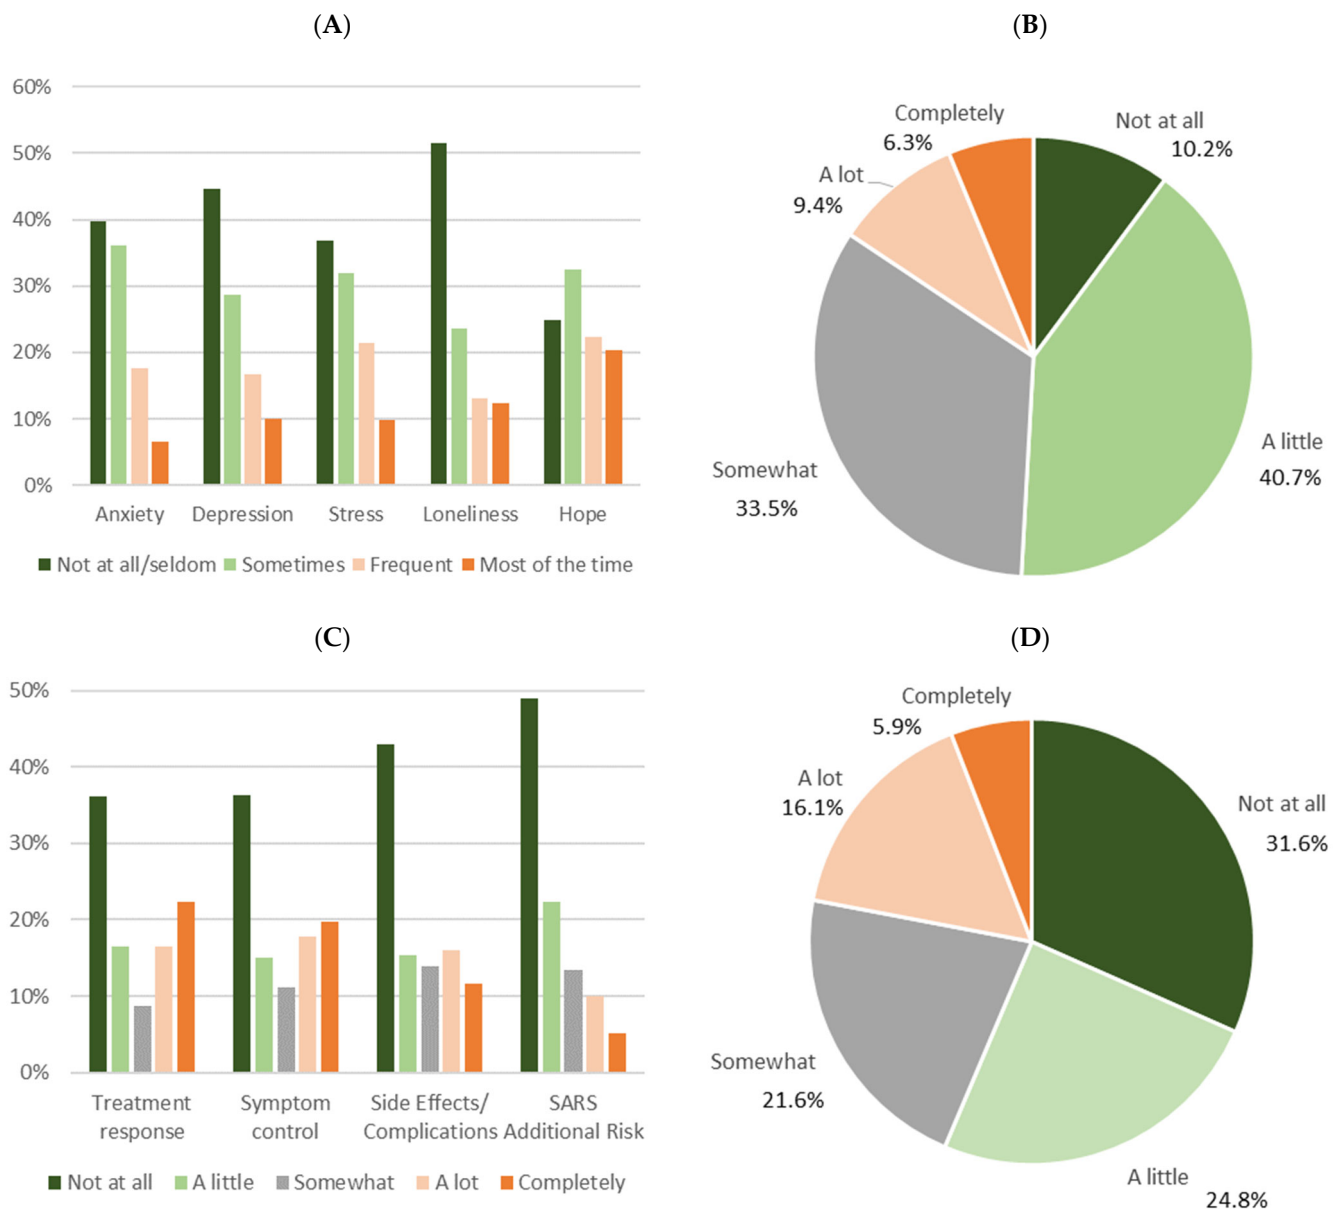 (A)
60%
50%
40%
30%
20%
10%
0%
Anxiety Depression Stress Loneliness Hope
Not at all/seldom Sometimes Frequent Most of the time
(B)
Completely
6.3%
Not at all
10.2%
A lot
9.4%
A little
40.7%
Somewhat
33.5%
(C)
50%
40%
30%
20%
10%
0%
Treatment response
Symptom control
Side Effects/ Complications
SARS Additional Risk
Not at all A little Somewhat A lot Completely
(D)
Completely
5.9%
A lot
16.1%
Not at all
31.6%
Somewhat
21.6%
A little
24.8%